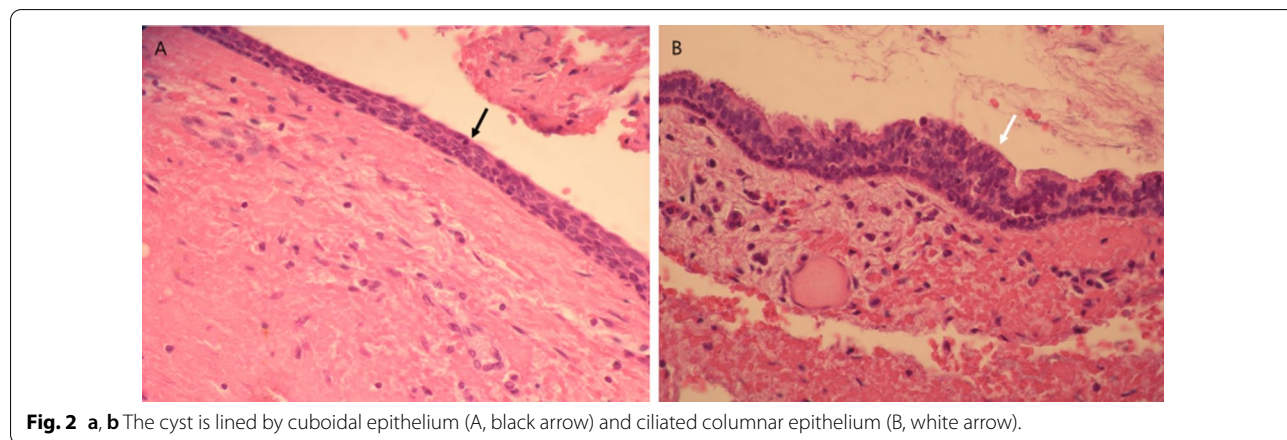 A
B
Fig. 2 a, b The cyst is lined by cuboidal epithelium (A, black arrow) and ciliated columnar epithelium (B, white arrow).